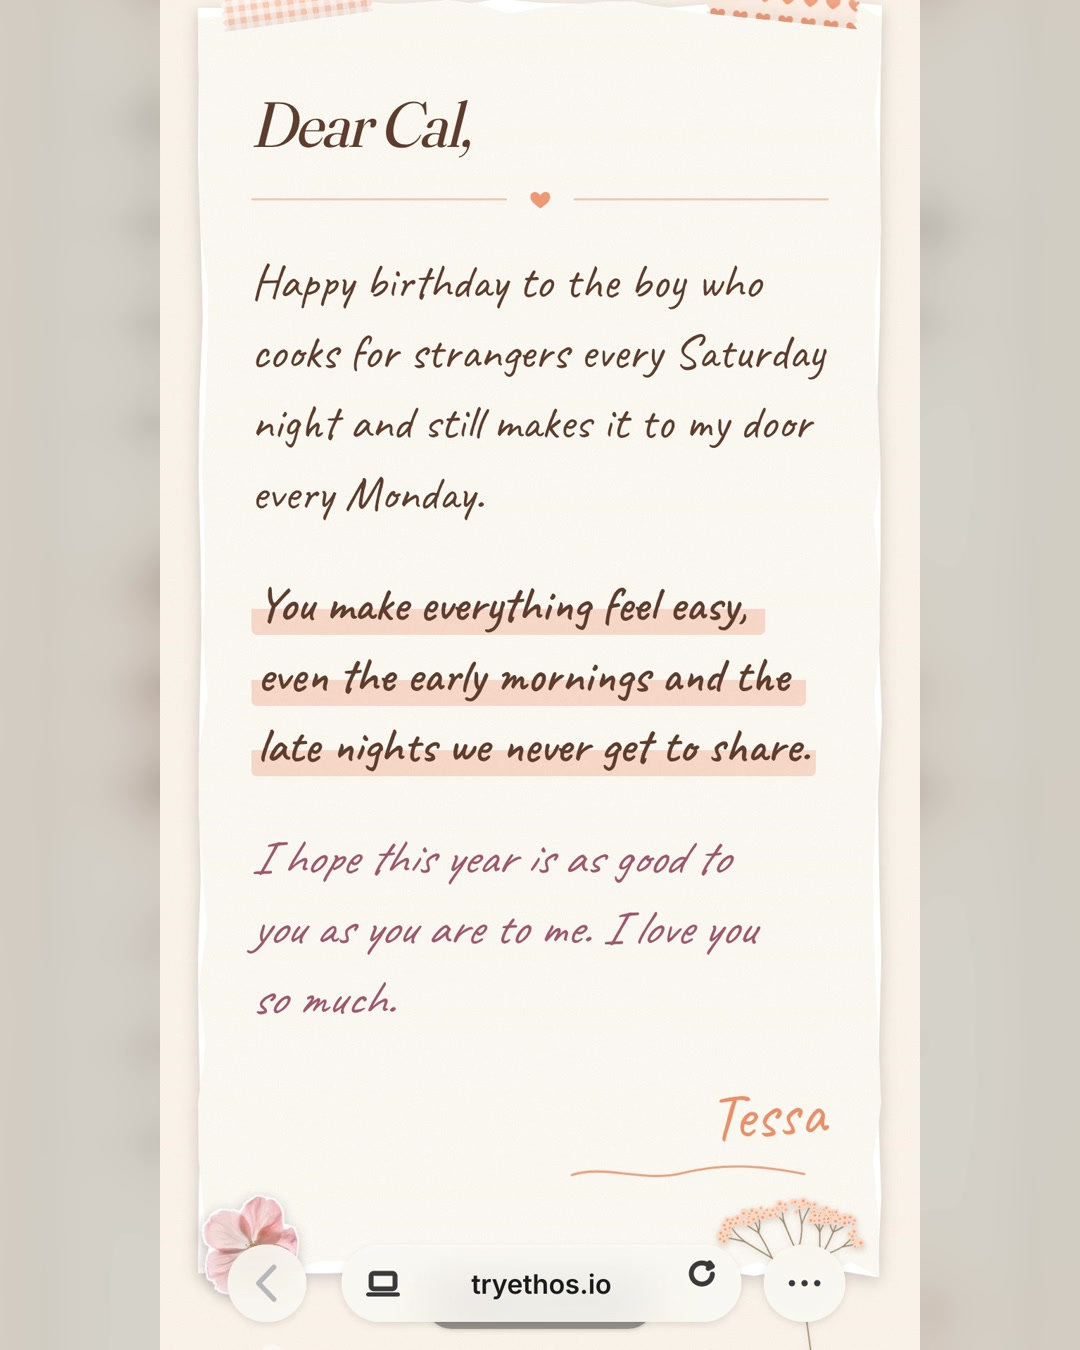 Dear Cal,
Happy birthday to the boy who
cooks for strangers every Saturday
night and still makes it to my door
every Monday.
You make everything feel easy,
even the early mornings and the
late nights we never get to share.
I hope this year is as good to
you as you are to me. I love you
so much.
Tessa
tryethos.io